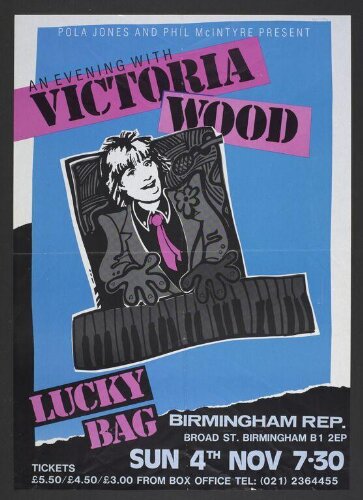 POLA JONES AND PHIL McINTYRE PRESENT
AN EVENING WITH
VICTORIA
WOOD
LUCKY
BAG
BIRMINGHAM REP.
BROAD ST. BIRMINGHAM B1 2EP
SUN 4TH NOV 7-30
TICKETS
£5.50/£4.50/£3.00 FROM BOX OFFICE TEL: (021) 2364455